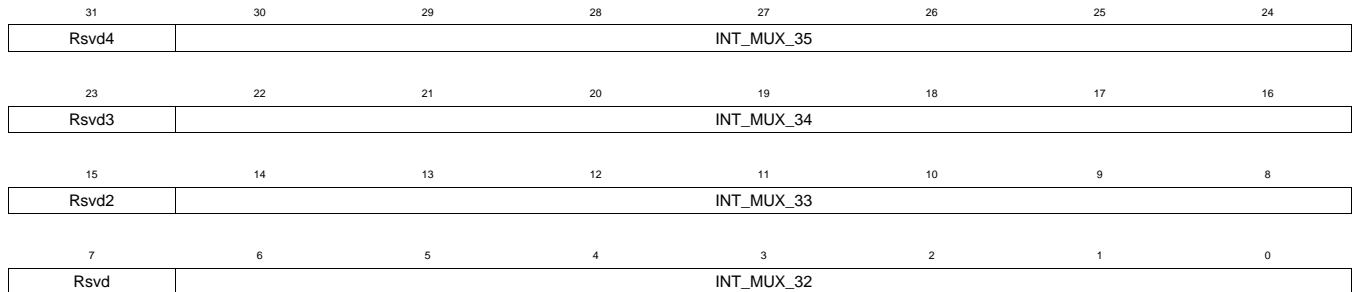 31 30 29 28 27 26 25 24
Rsvd4 INT_MUX_35
23 22 21 20 19 18 17 16
Rsvd3 INT_MUX_34
15 14 13 12 11 10 9 8
Rsvd2 INT_MUX_33
7 6 5 4 3 2 1 0
Rsvd INT_MUX_32